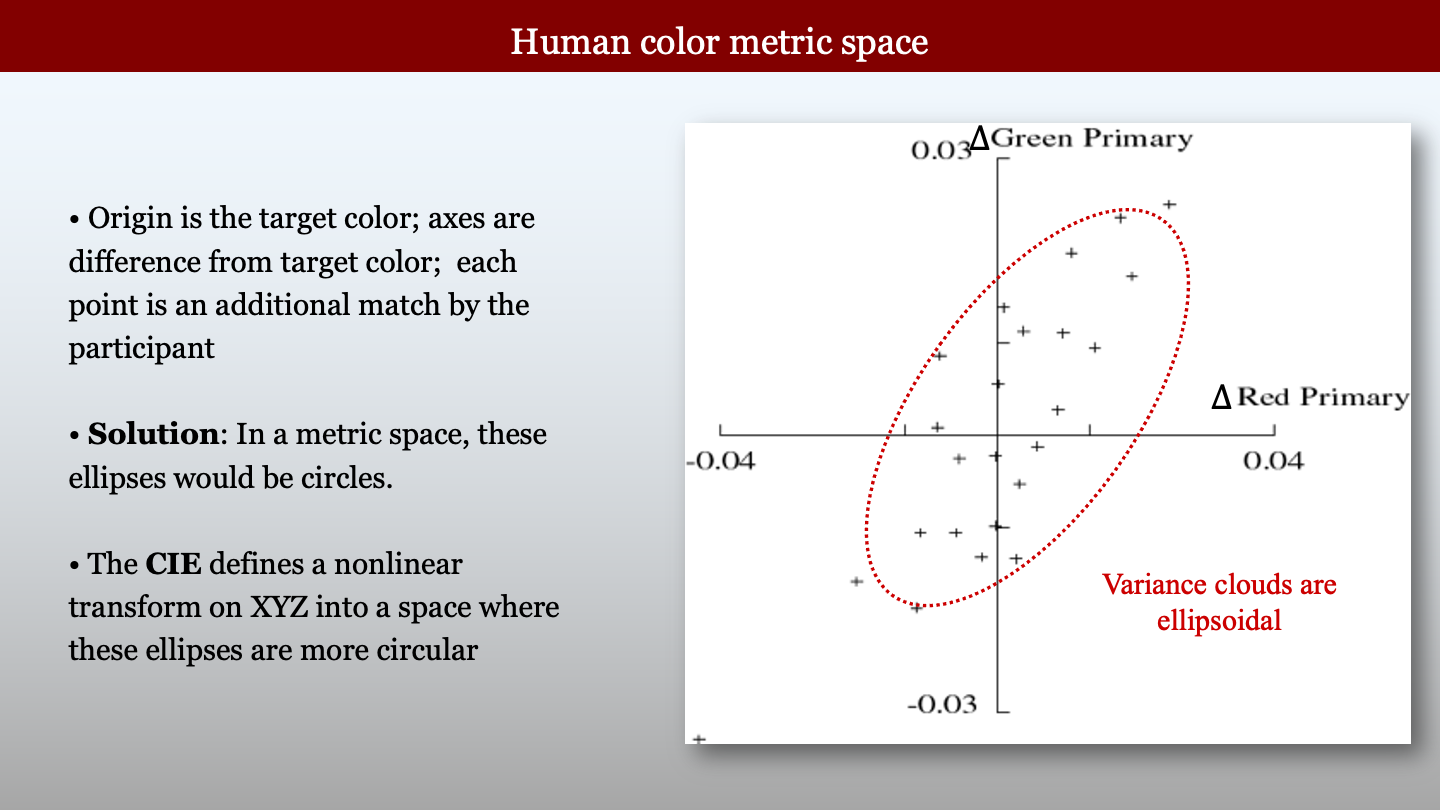 Human color metric space
• Origin is the target color; axes are
difference from target color;  each
point is an additional match by the
participant
• Solution: In a metric space, these
ellipses would be circles.
• The CIE defines a nonlinear
transform on XYZ into a space where
these ellipses are more circular
Δ Green Primary
0.03
Δ Red Primary
-0.04
0.04
Variance clouds are
ellipsoidal
-0.03